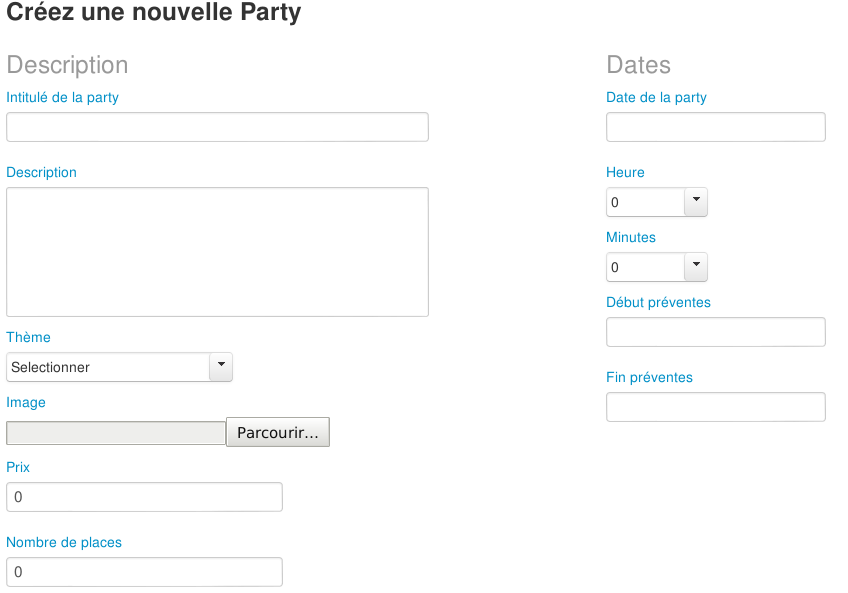 Créez une nouvelle Party
Description
Intitulé de la party
Description
Thème
Selectionner
Image
Parcourir...
Prix
0
Nombre de places
0
Dates
Date de la party
Heure
0
Minutes
0
Début préventes
Fin préventes